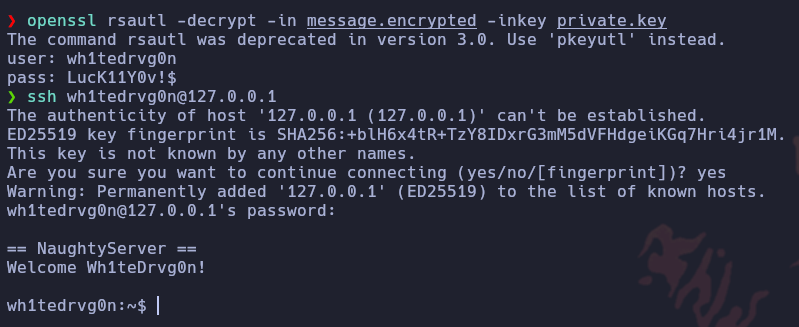 ❯ openssl rsautl -decrypt -in message.encrypted -inkey private.key
The command rsautl was deprecated in version 3.0. Use 'pkeyutl' instead.
user: wh1tedrvg0n
pass: LucK11Y0v!$
❯ ssh wh1tedrvg0n@127.0.0.1
The authenticity of host '127.0.0.1 (127.0.0.1)' can't be established.
ED25519 key fingerprint is SHA256:+blH6x4tR+TzY8IDxrG3mM5dVFHdgeiKGq7Hri4jr1M.
This key is not known by any other names.
Are you sure you want to continue connecting (yes/no/[fingerprint])? yes
Warning: Permanently added '127.0.0.1' (ED25519) to the list of known hosts.
wh1tedrvg0n@127.0.0.1's password:
== NaughtyServer ==
Welcome Wh1teDrvg0n!
wh1tedrvg0n:~$